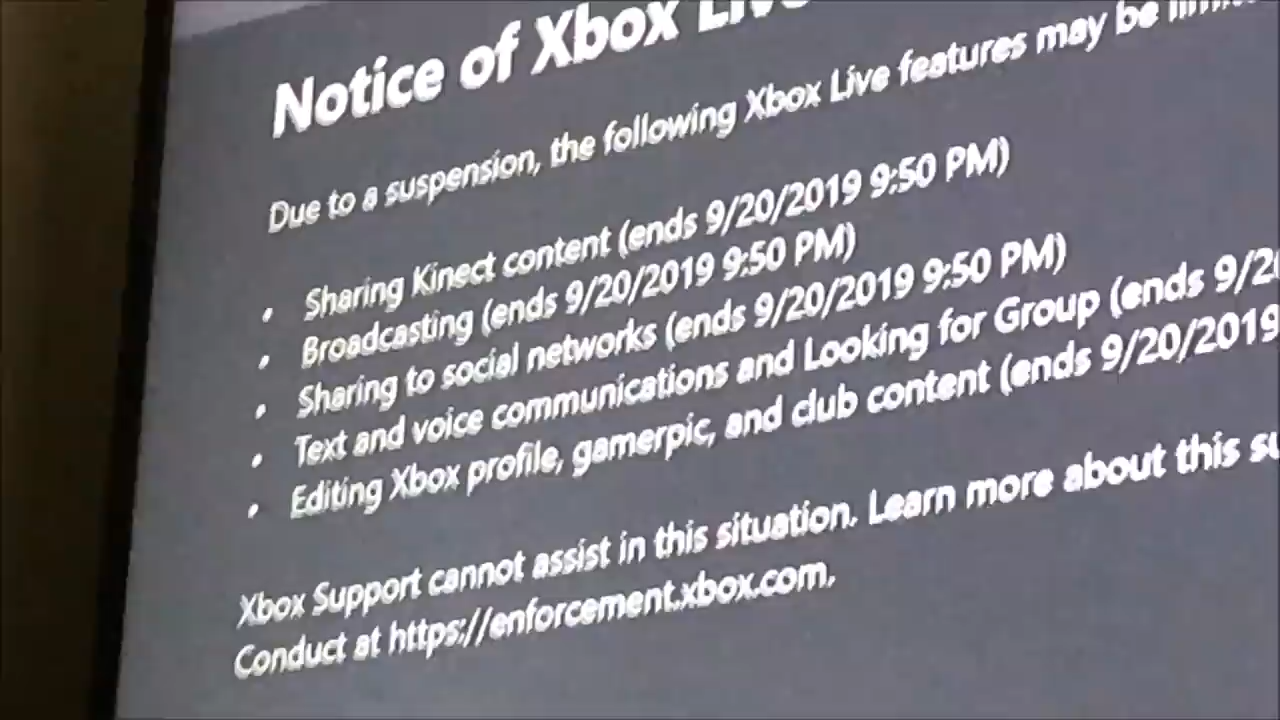 Notice of Xbox Live
Due to a suspension, the following Xbox Live features may be
• Sharing Kinect content (ends 9/20/2019 9:50 PM)
• Broadcasting (ends 9/20/2019 9:50 PM)
• Sharing to social networks (ends 9/20/2019 9:50 PM)
• Text and voice communications and Looking for Group (ends 9/2
• Editing Xbox profile, gamerpic, and club content (ends 9/20/2019
Xbox Support cannot assist in this situation. Learn more about this
Conduct at https://enforcement.xbox.com.